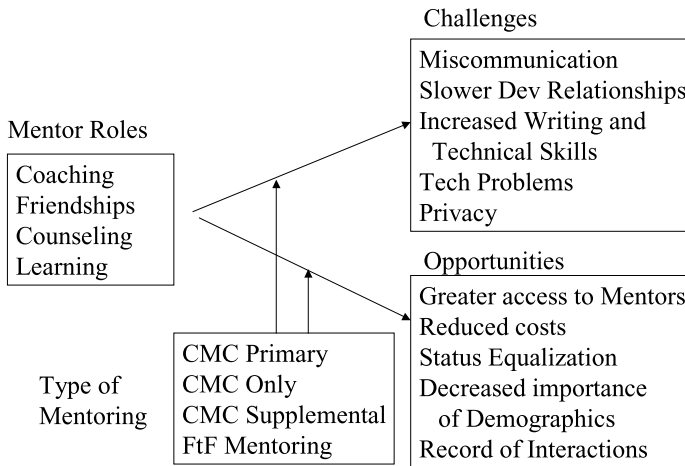 Challenges
Miscommunication
Slower Dev Relationships
Increased Writing and
Technical Skills
Tech Problems
Privacy
Mentor Roles
Coaching
Friendships
Counseling
Learning
Opportunities
Greater access to Mentors
Reduced costs
Status Equalization
Decreased importance
of Demographics
Record of Interactions
Type of
Mentoring
CMC Primary
CMC Only
CMC Supplemental
FtF Mentoring